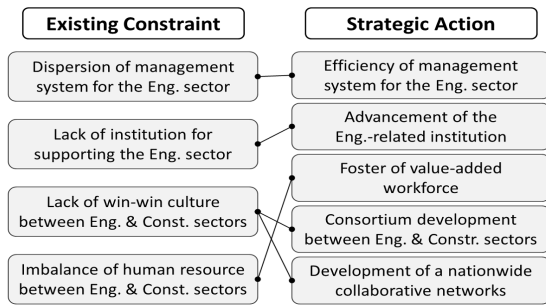 Existing Constraint
Dispersion of management
system for the Eng. sector
Lack of institution for
supporting the Eng. sector
Lack of win-win culture
between Eng. & Const. sectors
Imbalance of human resource
between Eng. & Const. sectors
Strategic Action
Efficiency of management
system for the Eng. sector
Advancement of the
Eng.-related institution
Foster of value-added
workforce
Consortium development
between Eng. & Constr. sectors
Development of a nationwide
collaborative networks